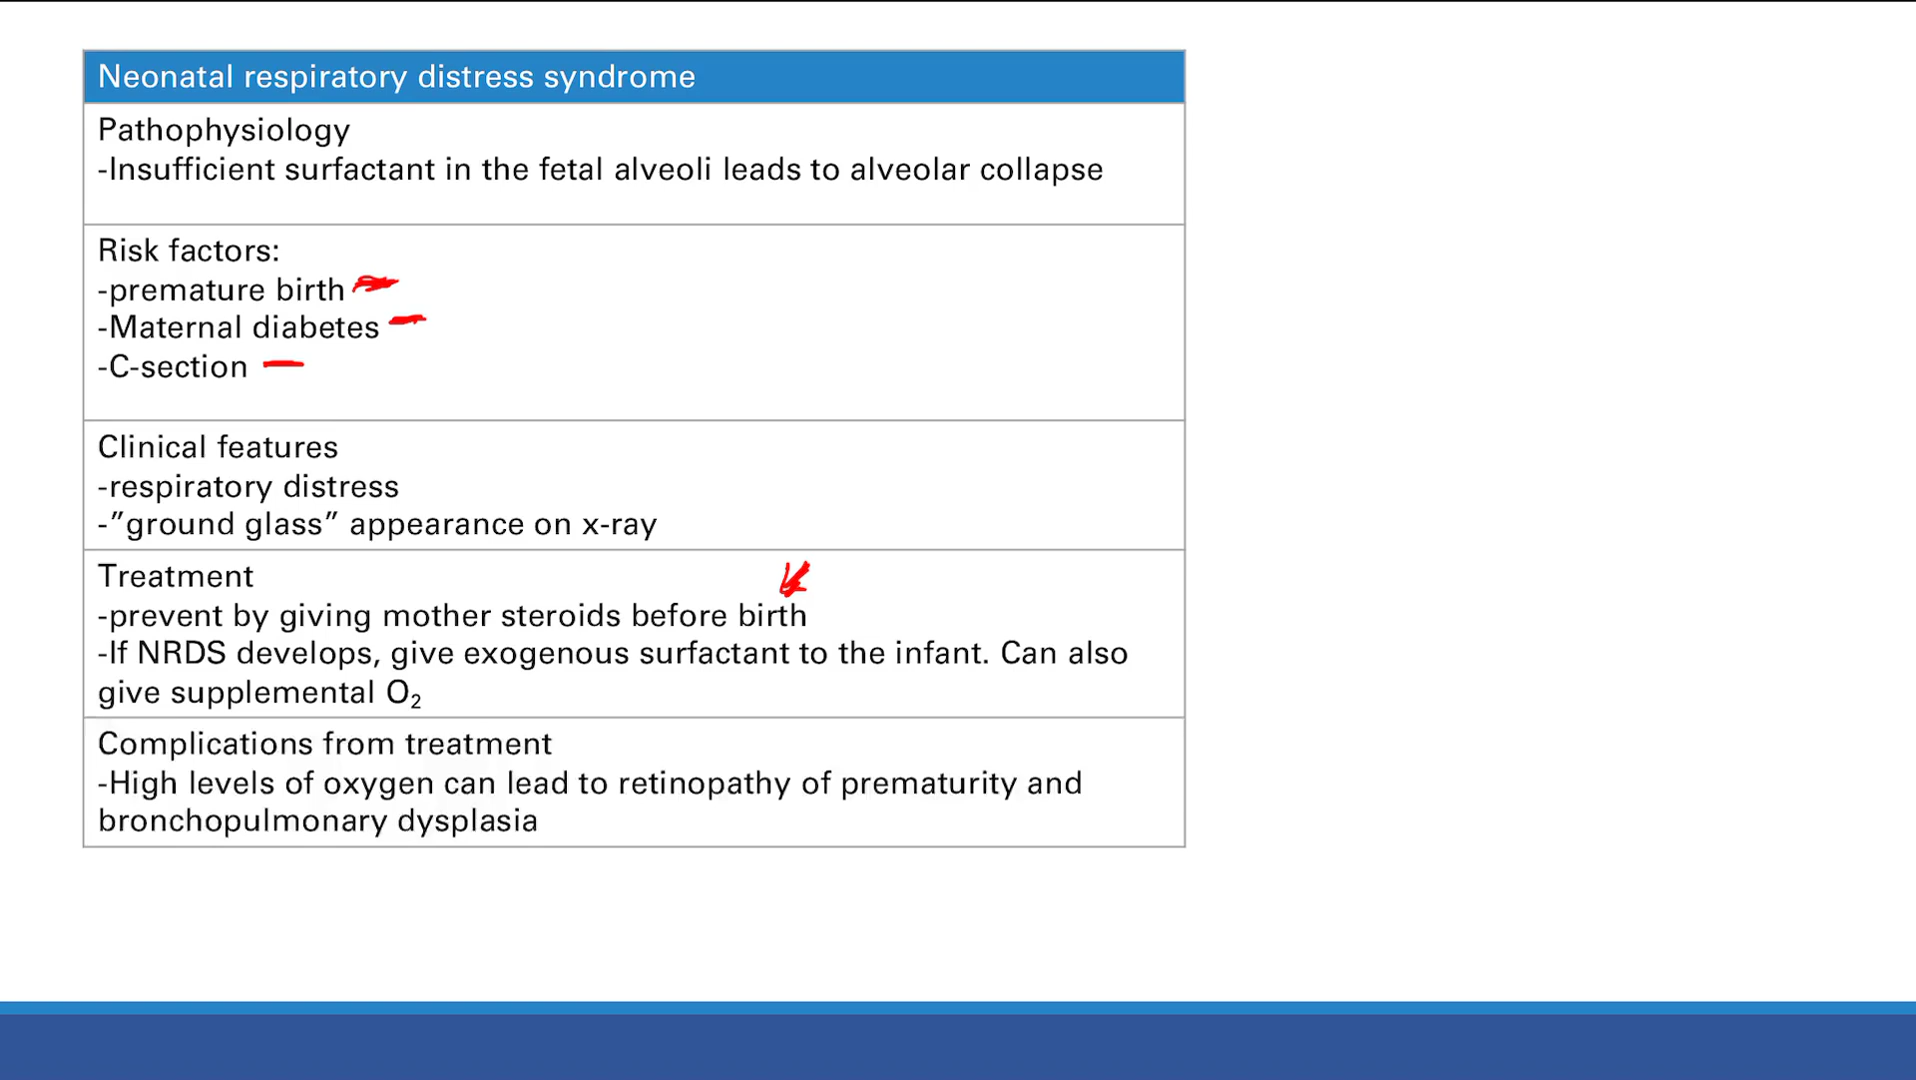 Neonatal respiratory distress syndrome
Pathophysiology
-Insufficient surfactant in the fetal alveoli leads to alveolar collapse
Risk factors:
-premature birth
-Maternal diabetes
-C-section
Clinical features
-respiratory distress
-”ground glass” appearance on x-ray
Treatment
-prevent by giving mother steroids before birth
-If NRDS develops, give exogenous surfactant to the infant. Can also
give supplemental O₂
Complications from treatment
-High levels of oxygen can lead to retinopathy of prematurity and
bronchopulmonary dysplasia